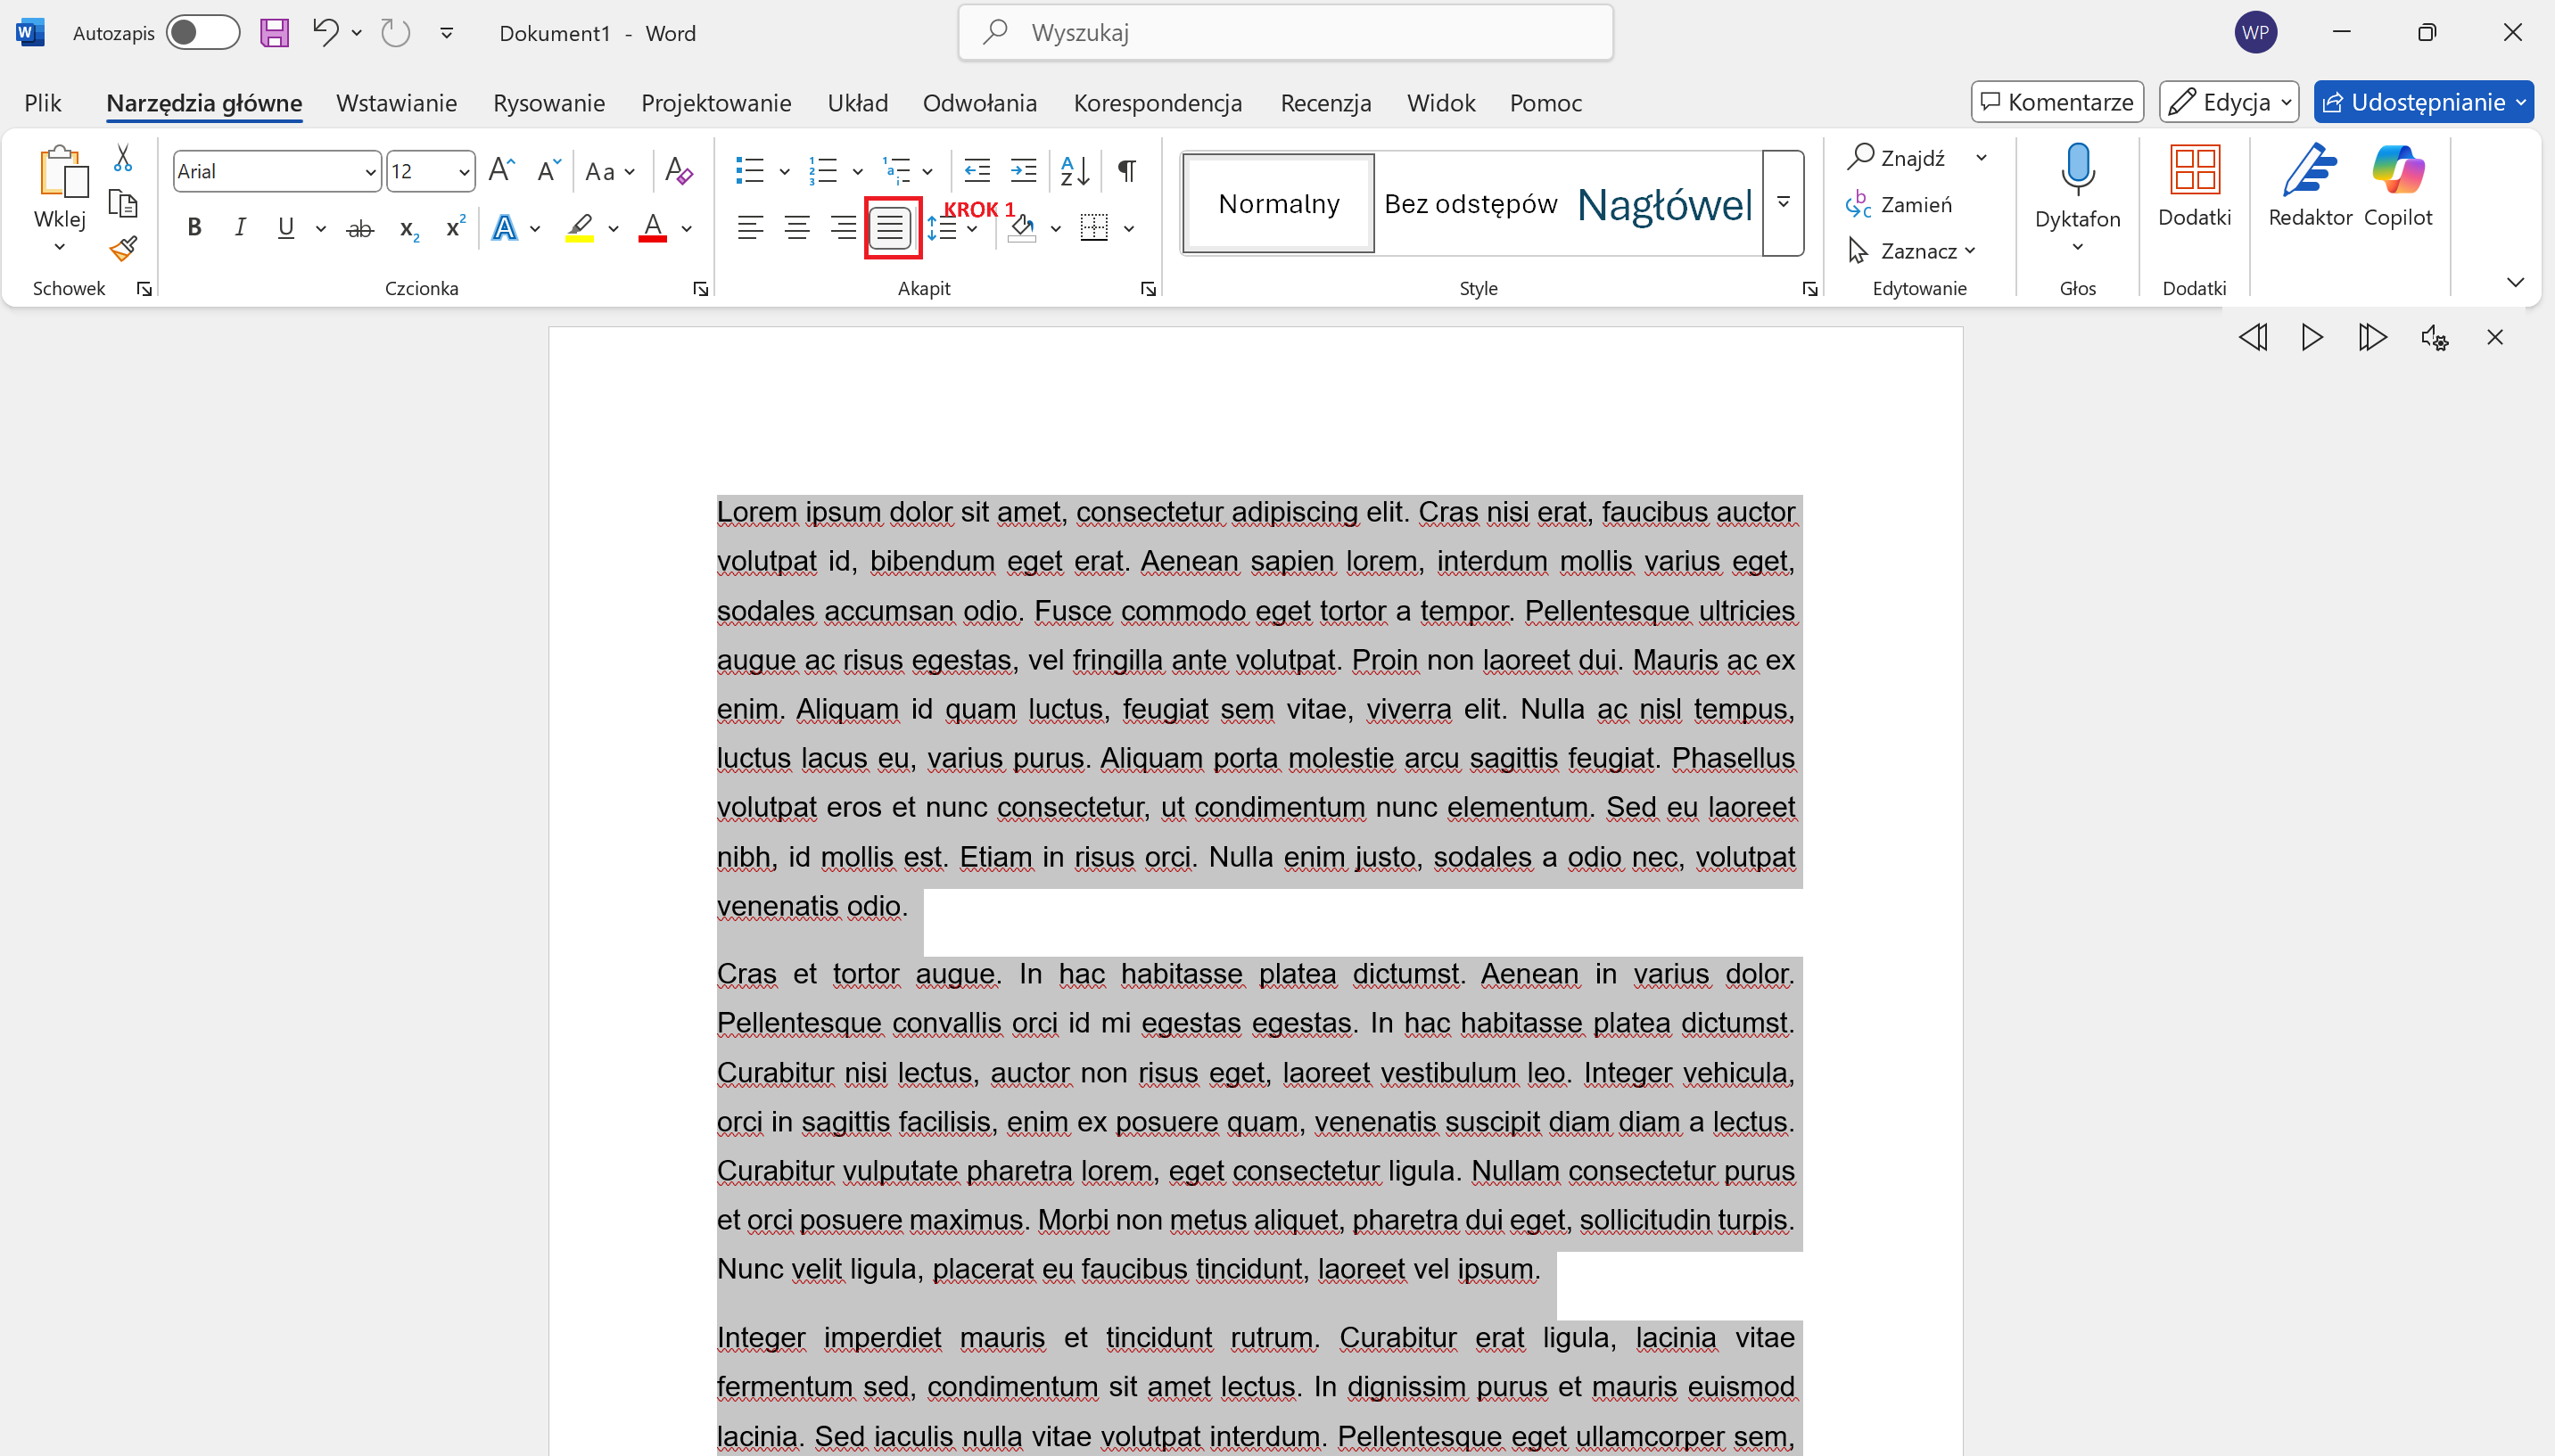 Autozapis
Dokument1 - Word
Wyszukaj
WP
Plik
Narzędzia główne
Wstawianie
Rysowanie
Projektowanie
Układ
Odwołania
Korespondencja
Recenzja
Widok
Pomoc
Komentarze
Edycja
Udostępnianie
Wklej
Schowek
Arial
12
Czcionka
KROK 1
Akapit
Normalny
Bez odstępów
Nagłówel
Style
Znajdź
Zamień
Zaznacz
Edytowanie
Dyktafon
Głos
Dodatki
Dodatki
Redaktor
Copilot
Lorem ipsum dolor sit amet, consectetur adipiscing elit. Cras nisi erat, faucibus auctor
volutpat id, bibendum eget erat. Aenean sapien lorem, interdum mollis varius eget,
sodales accumsan odio. Fusce commodo eget tortor a tempor. Pellentesque ultricies
augue ac risus egestas, vel fringilla ante volutpat. Proin non laoreet dui. Mauris ac ex
enim. Aliquam id quam luctus, feugiat sem vitae, viverra elit. Nulla ac nisl tempus,
luctus lacus eu, varius purus. Aliquam porta molestie arcu sagittis feugiat. Phasellus
volutpat eros et nunc consectetur, ut condimentum nunc elementum. Sed eu laoreet
nibh, id mollis est. Etiam in risus orci. Nulla enim justo, sodales a odio nec, volutpat
venenatis odio.
Cras et tortor augue. In hac habitasse platea dictumst. Aenean in varius dolor.
Pellentesque convallis orci id mi egestas egestas. In hac habitasse platea dictumst.
Curabitur nisi lectus, auctor non risus eget, laoreet vestibulum leo. Integer vehicula,
orci in sagittis facilisis, enim ex posuere quam, venenatis suscipit diam diam a lectus.
Curabitur vulputate pharetra lorem, eget consectetur ligula. Nullam consectetur purus
et orci posuere maximus. Morbi non metus aliquet, pharetra dui eget, sollicitudin turpis.
Nunc velit ligula, placerat eu faucibus tincidunt, laoreet vel ipsum.
Integer imperdiet mauris et tincidunt rutrum. Curabitur erat ligula, lacinia vitae
fermentum sed, condimentum sit amet lectus. In dignissim purus et mauris euismod
lacinia. Sed iaculis nulla vitae volutpat interdum. Pellentesque eget ullamcorper sem,